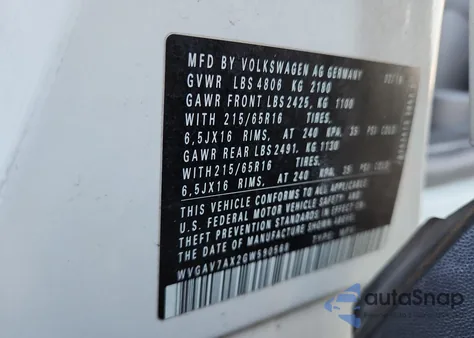 MFD BY VOLKSWAGEN AG GERMANY
GVWR LBS 4806 KG 2180
GAWR FRONT LBS 2425, KG 1100
WITH 215/65R16 TIRES.
6,5JX16 RIMS, AT 240 KPA/ 35 PSI COLD
GAWR REAR LBS 2491. KG 1130
WITH 215/65R16 TIRES.
6,5JX16 RIMS, AT 240 KPA, 35 PSI COLD
THIS VEHICLE CONFORMS TO ALL APPLICABLE
U.S. FEDERAL MOTOR VEHICLE SAFETY
THEFT PREVENTION STANDARDS IN EFFECT ON
THE DATE OF MANUFACTURE SHOWN ABOVE
TYPE: MPV
autoSnap